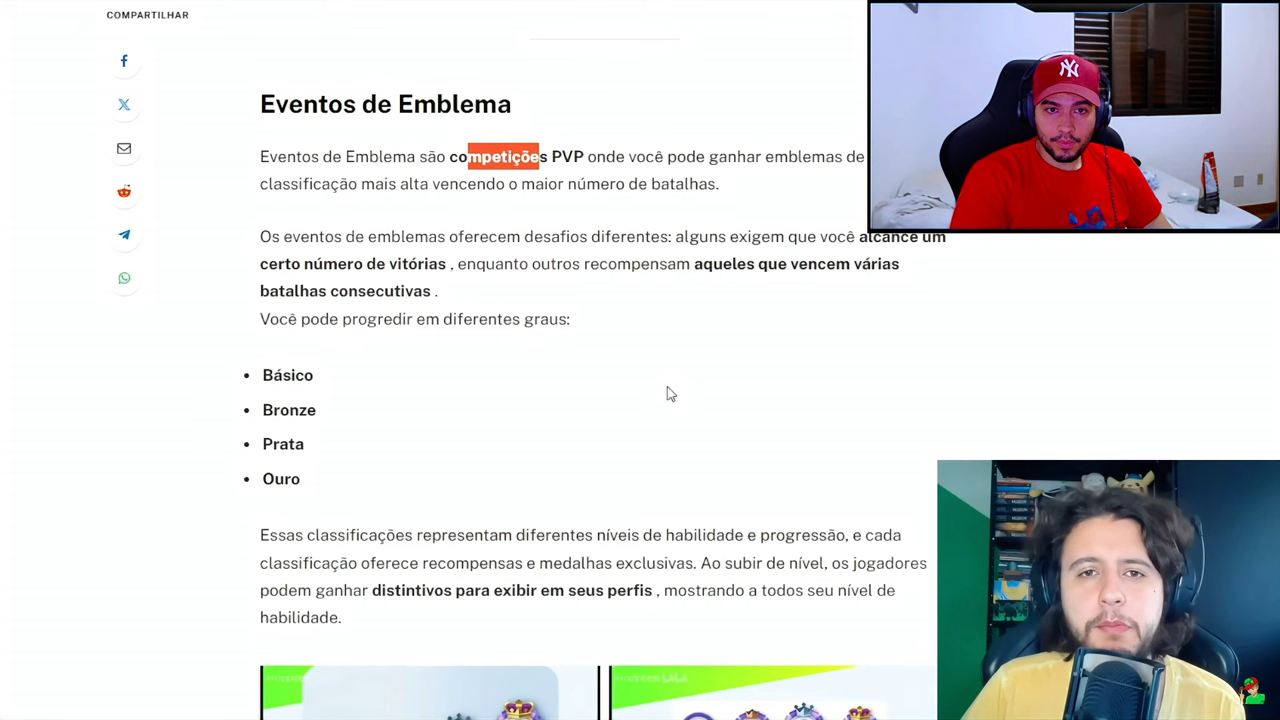 COMPARTILHAR
Eventos de Emblema
Eventos de Emblema são competições PVP onde você pode ganhar emblemas de
classificação mais alta vencendo o maior número de batalhas.
Os eventos de emblemas oferecem desafios diferentes: alguns exigem que você alcance um
certo número de vitórias , enquanto outros recompensam aqueles que vencem várias
batalhas consecutivas .
Você pode progredir em diferentes graus:
• Básico
• Bronze
• Prata
• Ouro
Essas classificações representam diferentes níveis de habilidade e progressão, e cada
classificação oferece recompensas e medalhas exclusivas. Ao subir de nível, os jogadores
podem ganhar distintivos para exibir em seus perfis , mostrando a todos seu nível de
habilidade.